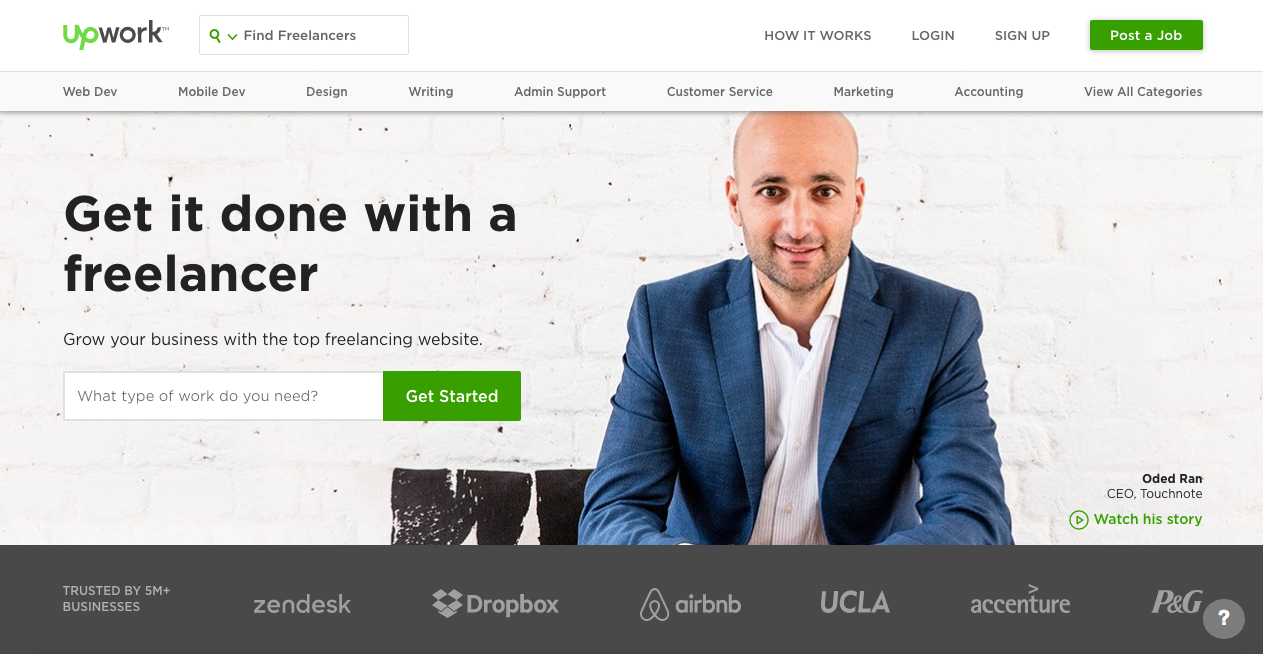 Upwork™
Find Freelancers
HOW IT WORKS
LOGIN
SIGN UP
Post a Job
Web Dev
Mobile Dev
Design
Writing
Admin Support
Customer Service
Marketing
Accounting
View All Categories
Get it done with a
freelancer
Grow your business with the top freelancing website.
What type of work do you need?
Get Started
Oded Ran
CEO, Touchnote
Watch his story
TRUSTED BY 5M+
BUSINESSES
zendesk
Dropbox
airbnb
UCLA
accenture
P&G
?